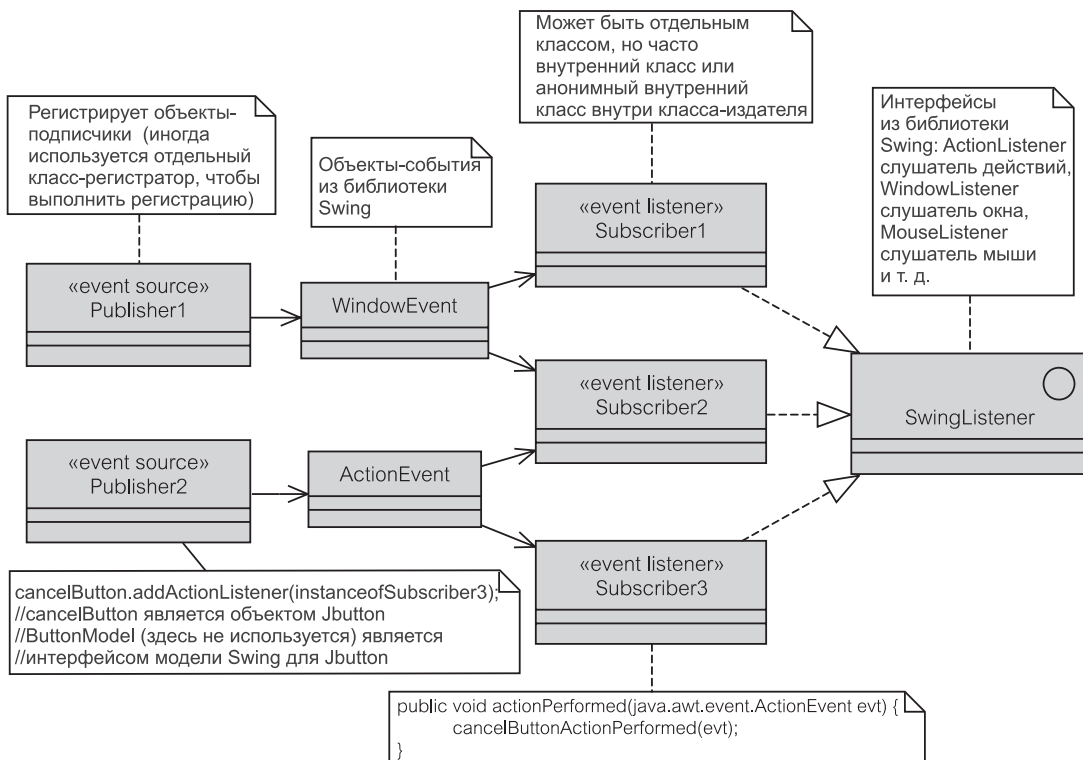 Может быть отдельным
классом, но часто
внутренний класс или
анонимный внутренний
класс внутри класса-издателя
Регистрирует объекты-
подписчики (иногда
используется отдельный
класс-регистратор, чтобы
выполнить регистрацию)
Объекты-события
из библиотеки
Swing
Интерфейсы
из библиотеки
Swing: ActionListener
слушатель действий,
WindowListener
слушатель окна,
MouseListener
слушатель мыши
и т. д.
«event source»
Publisher1
WindowEvent
«event listener»
Subscriber1
«event listener»
Subscriber2
SwingListener
«event source»
Publisher2
ActionEvent
«event listener»
Subscriber3
cancelButton.addActionListener(instanceofSubscriber3);
//cancelButton является объектом Jbutton
//ButtonModel (здесь не используется) является
//интерфейсом модели Swing для Jbutton
public void actionPerformed(java.awt.event.ActionEvent evt) {
cancelButtonActionPerformed(evt);
}